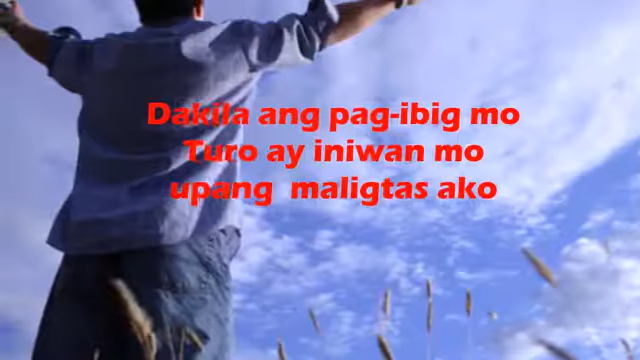 Dakila ang pag-ibig mo
Turo ay iniwan mo
upang maligtas ako